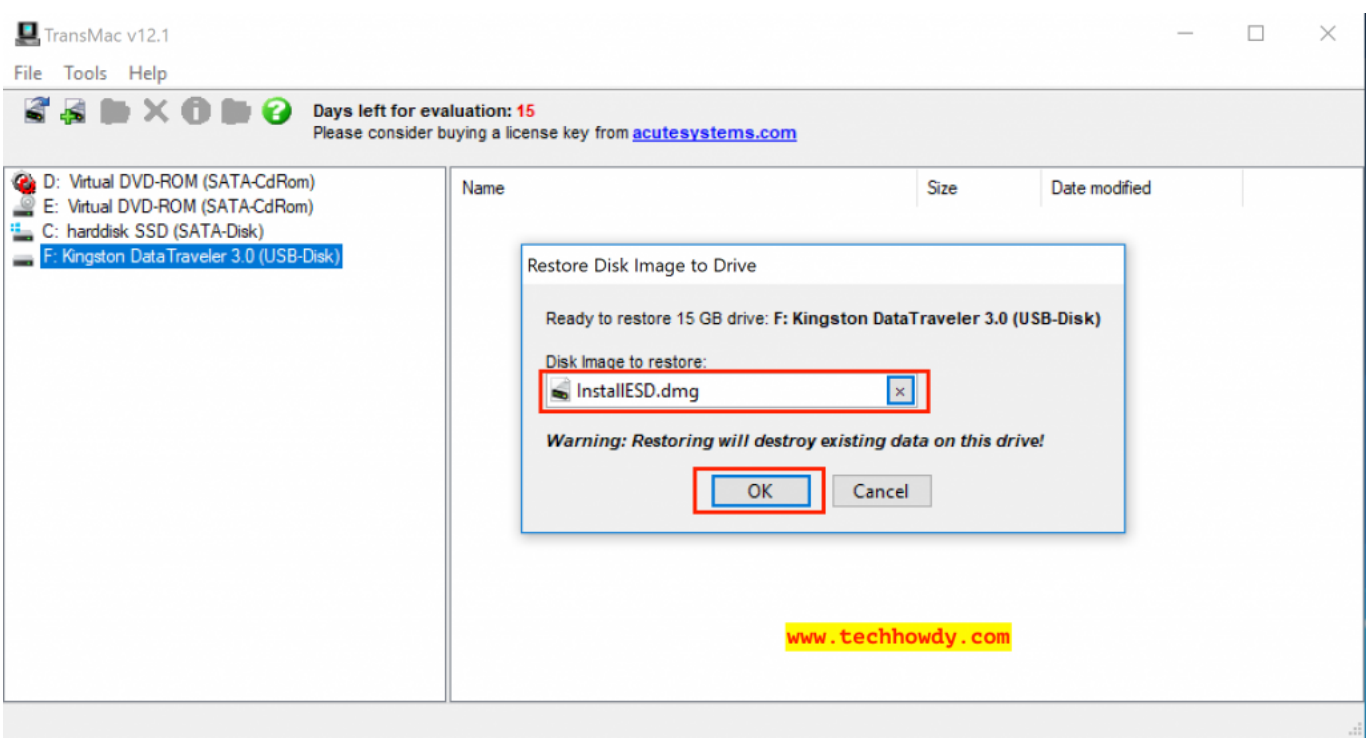 TransMac v12.1
File Tools Help
Days left for evaluation: 15
Please consider buying a license key from acutesystems.com
D: Virtual DVD-ROM (SATA-CdRom)
E: Virtual DVD-ROM (SATA-CdRom)
C: harddisk SSD (SATA-Disk)
F: Kingston DataTraveler 3.0 (USB-Disk)
Name Size Date modified
Restore Disk Image to Drive
Ready to restore 15 GB drive: F: Kingston DataTraveler 3.0 (USB-Disk)
Disk Image to restore:
InstallESD.dmg
Warning: Restoring will destroy existing data on this drive!
OK Cancel
www.techhowdy.com